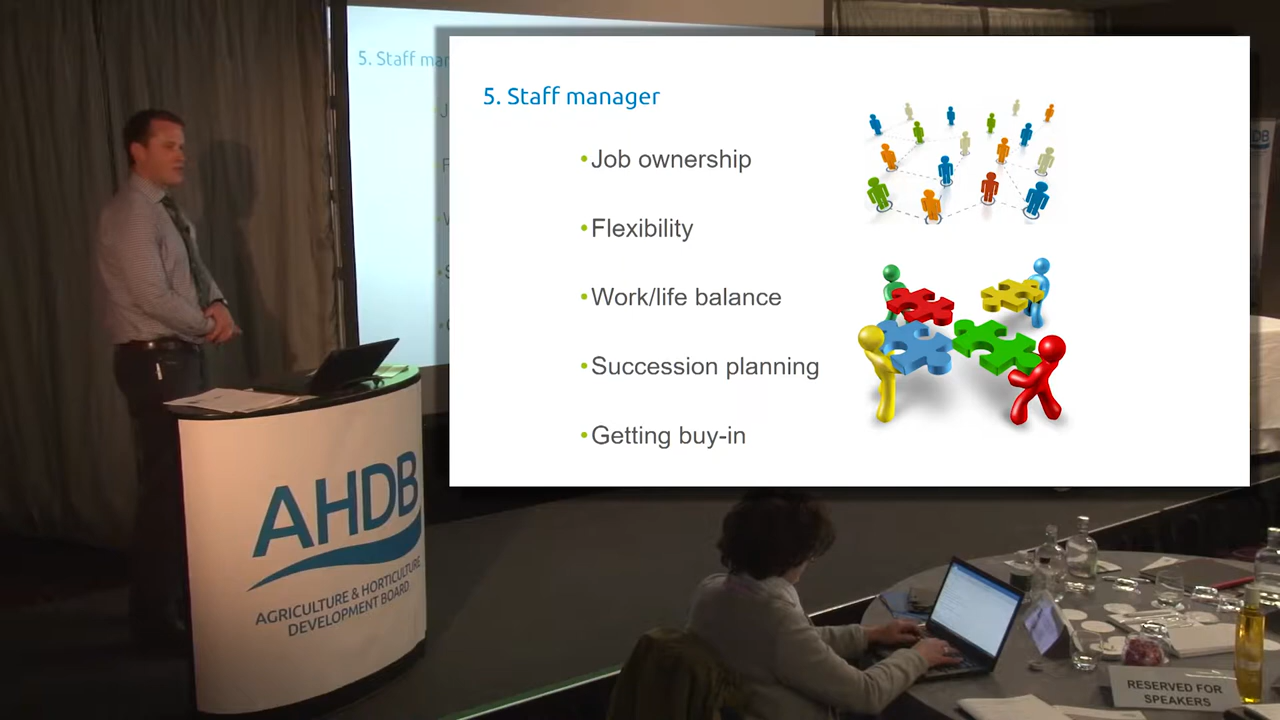 5. Staff mar
5. Staff manager
•Job ownership
•Flexibility
•Work/life balance
•Succession planning
•Getting buy-in
AHDB
AGRICULTURE & HORTICULTURE
DEVELOPMENT BOARD
RESERVED FOR
SPEAKERS